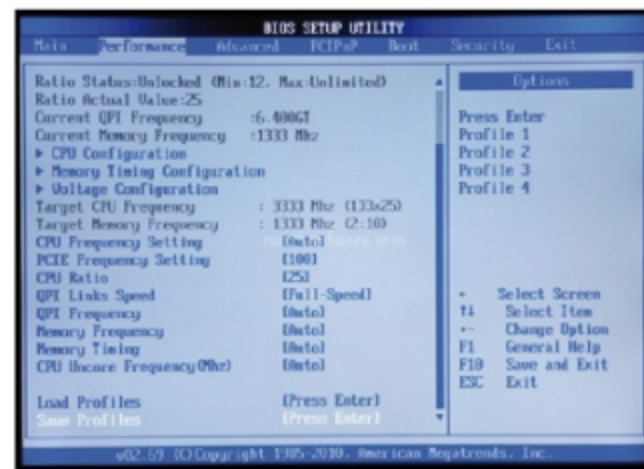 BIOS SETUP UTILITY
Main Performance Advanced PCIPnP Boot Security Exit
Ratio Status:Unlocked (Min:12, Max:Unlimited)
Ratio Actual Value:25
Current QPI Frequency :6.400GT
Current Memory Frequency :1333 Mhz
▶ CPU Configuration
▶ Memory Timing Configuration
▶ Voltage Configuration
Target CPU Frequency : 3333 Mhz (133x25)
Target Memory Frequency : 1333 Mhz (2:10)
CPU Frequency Setting [Auto]
PCIE Frequency Setting [100]
CPU Ratio [25]
QPI Links Speed [Full-Speed]
QPI Frequency [Auto]
Memory Frequency [Auto]
Memory Timing [Auto]
CPU Uncore Frequency(Mhz) [Auto]
Load Profiles [Press Enter]
Save Profiles [Press Enter]
Options
Press Enter
Profile 1
Profile 2
Profile 3
Profile 4
← Select Screen
↑↓ Select Item
+- Change Option
F1 General Help
F10 Save and Exit
ESC Exit
v02.69 (C)Copyright 1985-2010, American Megatrends, Inc.